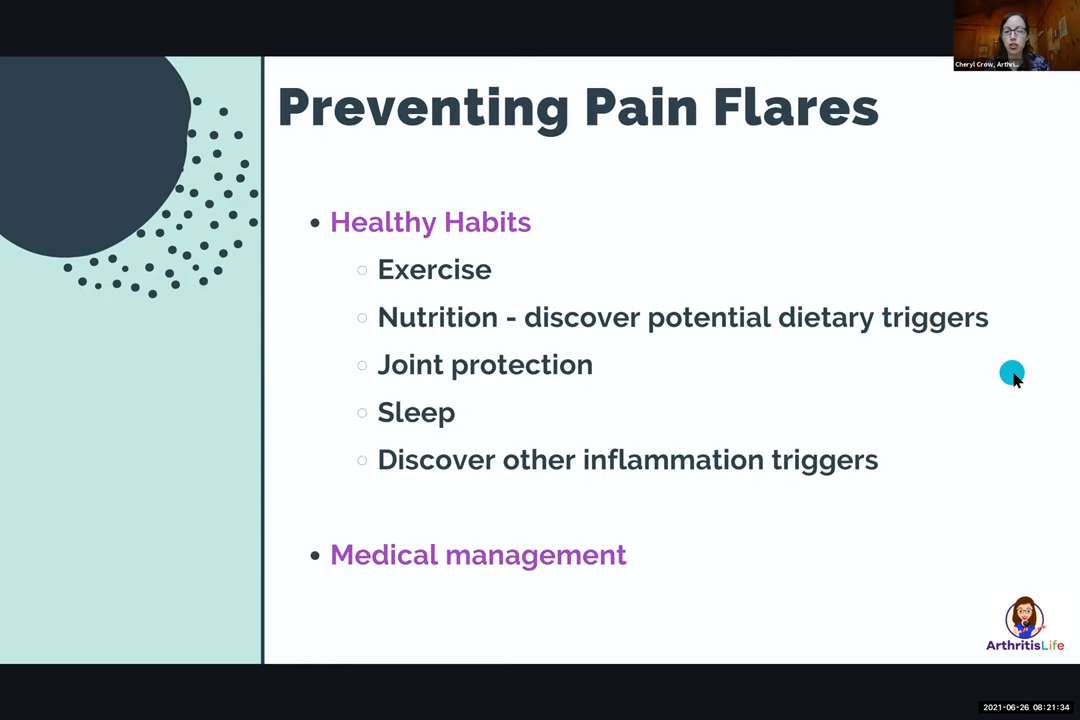 Cheryl Crow, Arthri...
Preventing Pain Flares
• Healthy Habits
○ Exercise
○ Nutrition - discover potential dietary triggers
○ Joint protection
○ Sleep
○ Discover other inflammation triggers
• Medical management
ArthritisLife
2021-06-26 08:21:34